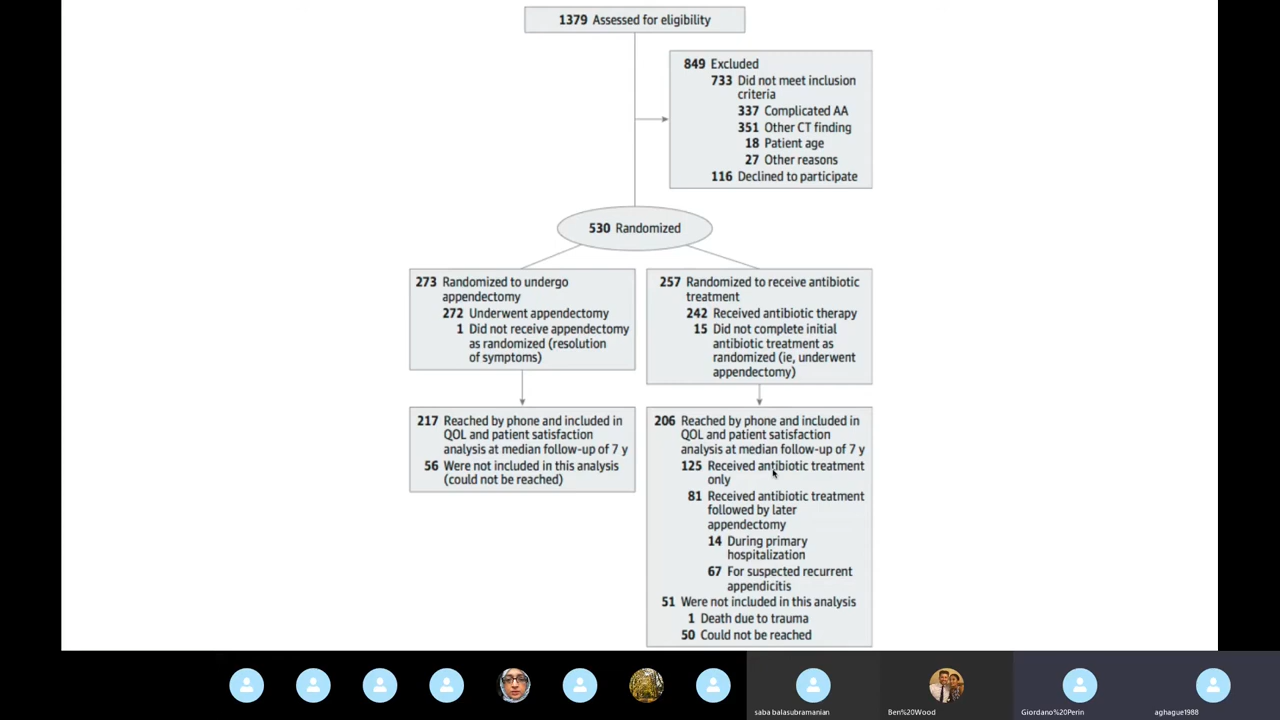 1379 Assessed for eligibility
849 Excluded
733 Did not meet inclusion
criteria
337 Complicated AA
351 Other CT finding
18 Patient age
27 Other reasons
116 Declined to participate
530 Randomized
273 Randomized to undergo
appendectomy
272 Underwent appendectomy
1 Did not receive appendectomy
as randomized (resolution
of symptoms)
257 Randomized to receive antibiotic
treatment
242 Received antibiotic therapy
15 Did not complete initial
antibiotic treatment as
randomized (ie, underwent
appendectomy)
217 Reached by phone and included in
QOL and patient satisfaction
analysis at median follow-up of 7 y
56 Were not included in this analysis
(could not be reached)
206 Reached by phone and included in
QOL and patient satisfaction
analysis at median follow-up of 7 y
125 Received antibiotic treatment
only
81 Received antibiotic treatment
followed by later
appendectomy
14 During primary
hospitalization
67 For suspected recurrent
appendicitis
51 Were not included in this analysis
1 Death due to trauma
50 Could not be reached
saba balasubramanian
Ben%20Wood
Giordano%20Perin
aghague1988